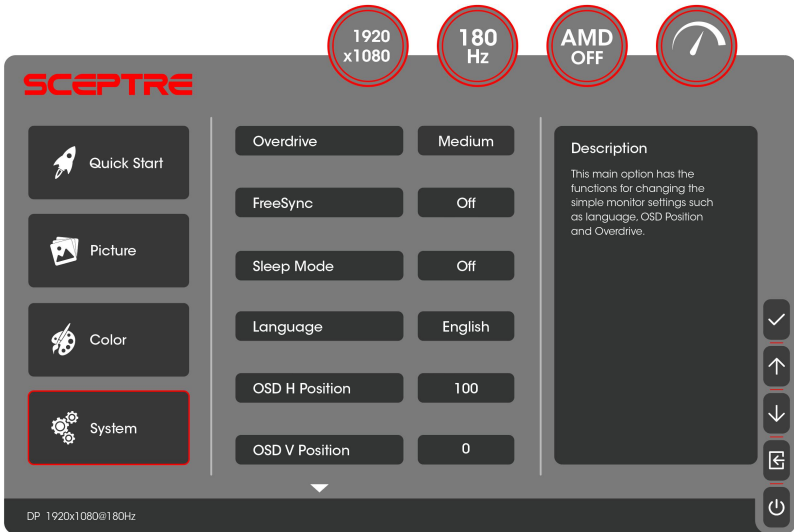 1920
x1080
180
Hz
AMD
OFF
SCEPTRE
Quick Start
Picture
Color
System
Overdrive Medium
FreeSync Off
Sleep Mode Off
Language English
OSD H Position 100
OSD V Position 0
Description
This main option has the
functions for changing the
simple monitor settings such
as language, OSD Position
and Overdrive.
DP 1920x1080@180Hz